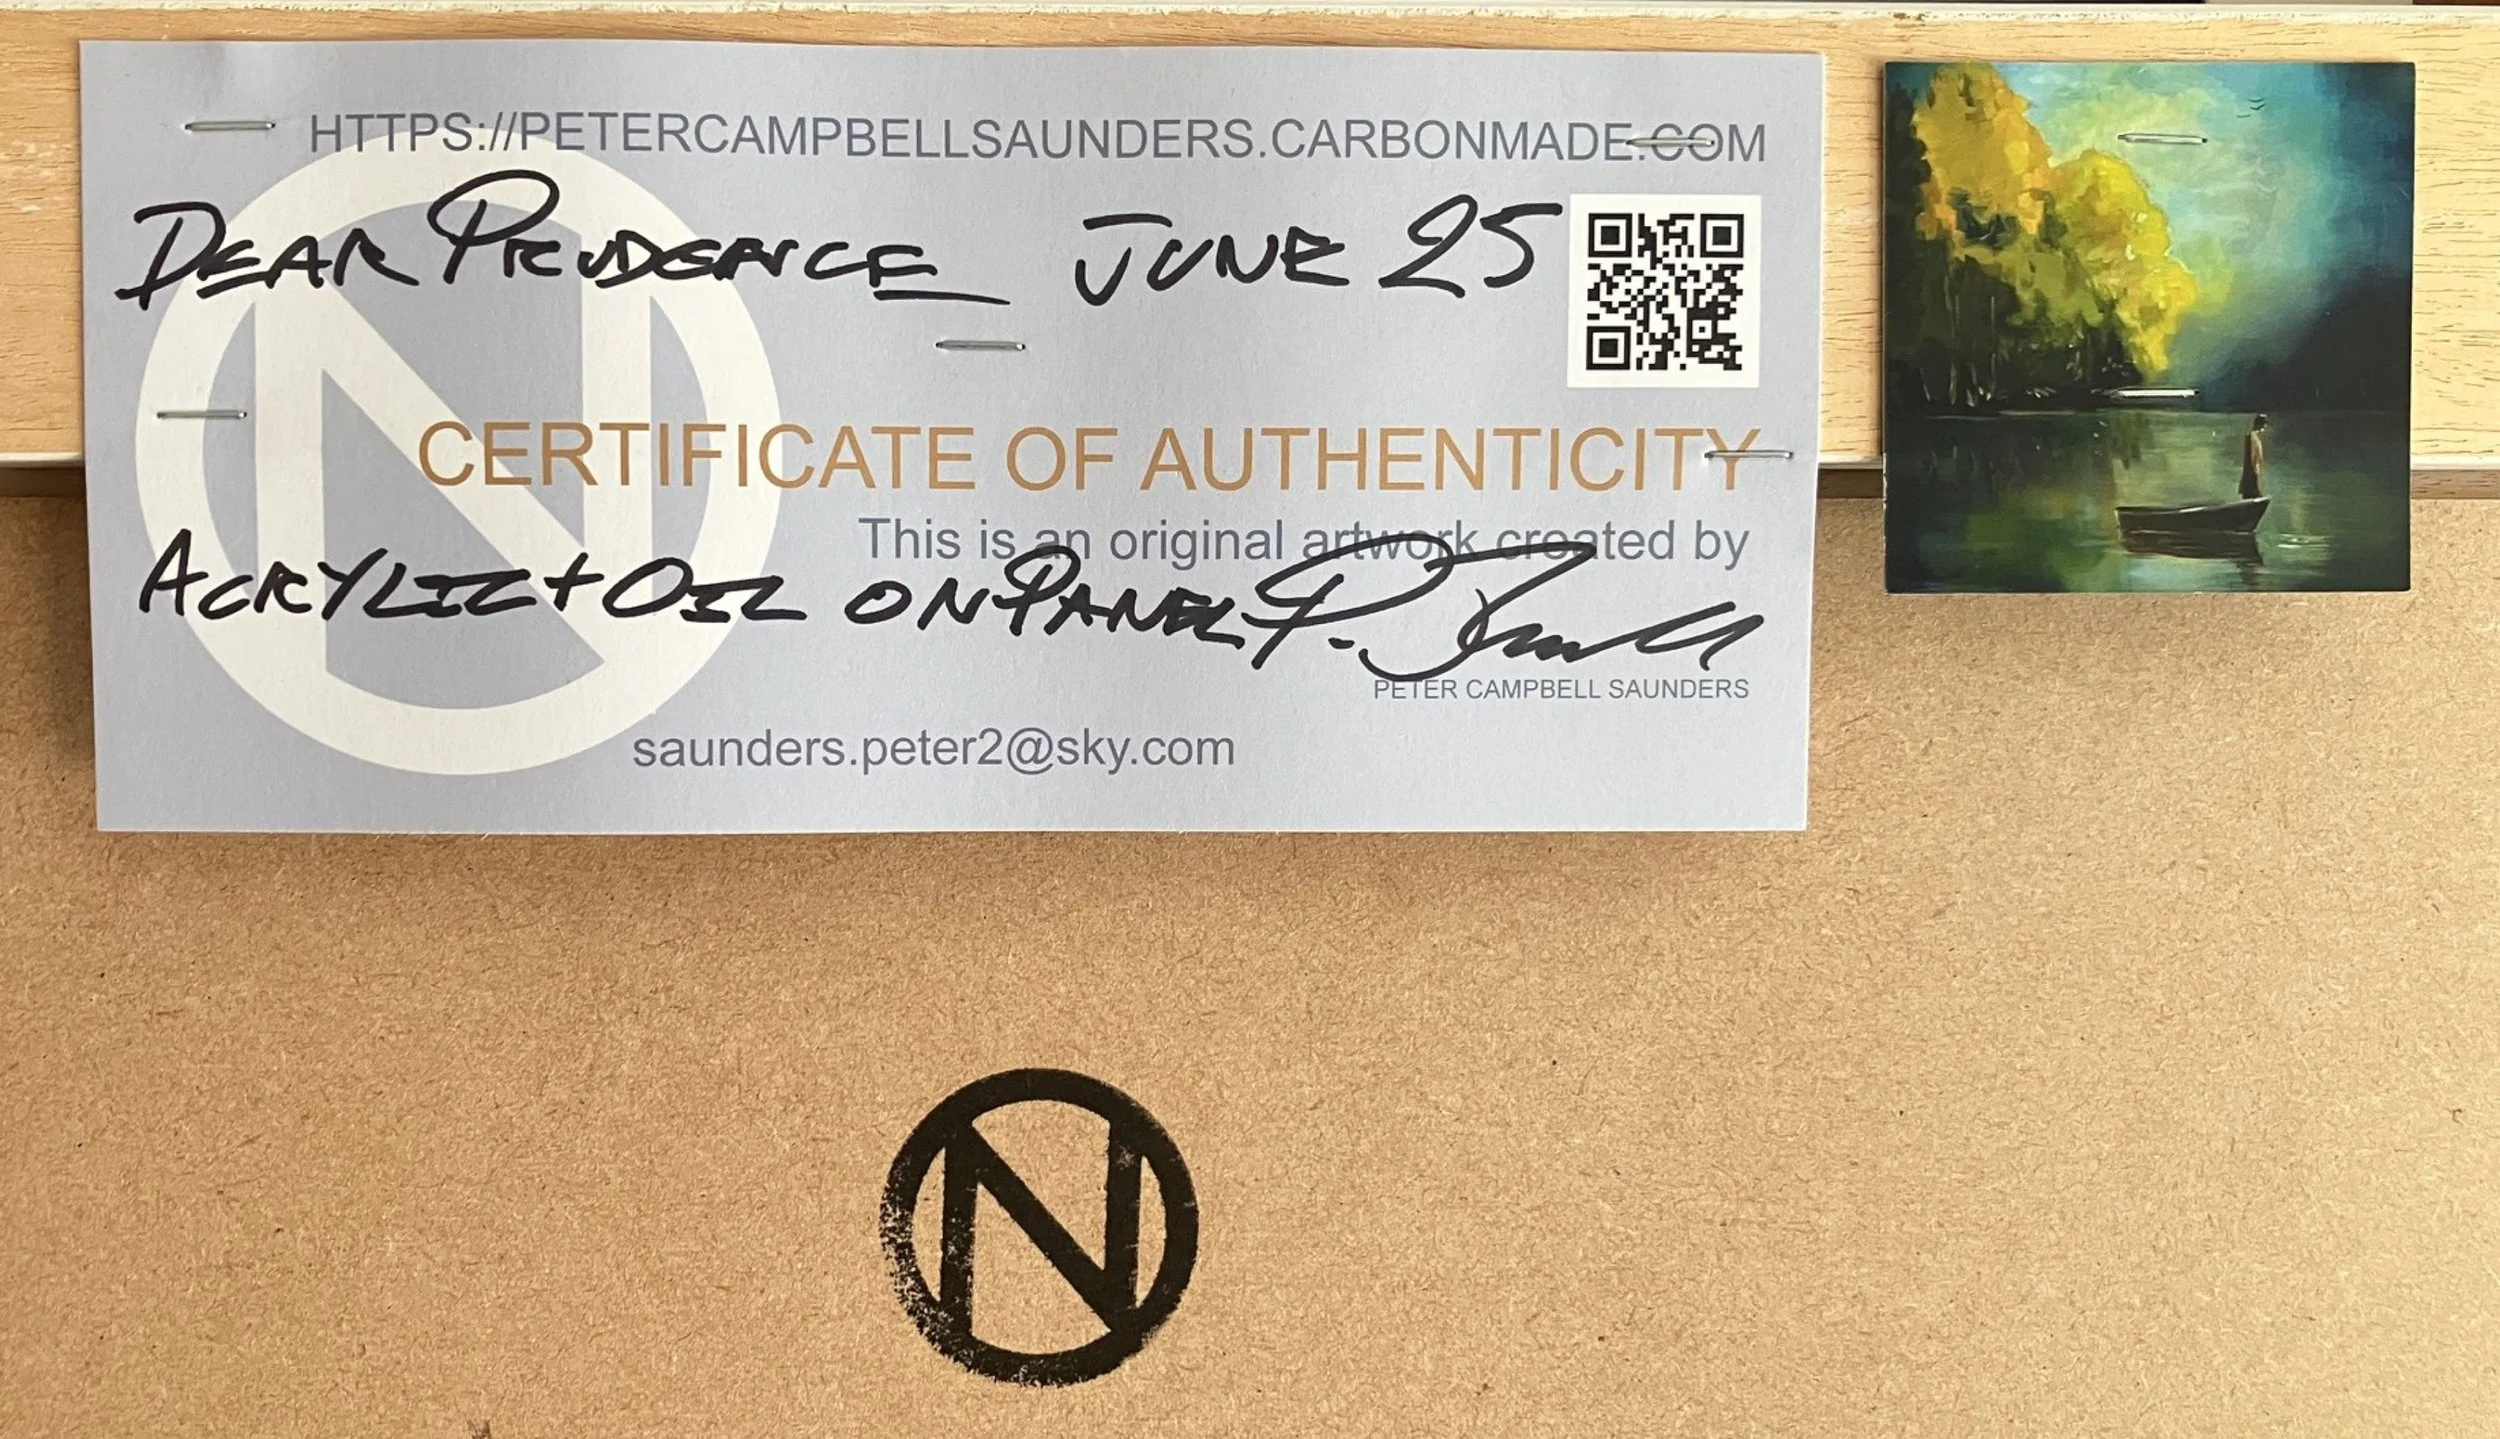 HTTPS://PETERCAMPBELLSAUNDERS.CARBONMADE.COM
DEAR PRUDENCE JUNE 25
CERTIFICATE OF AUTHENTICITY
This is an original artwork created by
ACRYLIC + OIL ON PANEL
PETER CAMPBELL SAUNDERS
saunders.peter2@sky.com
N